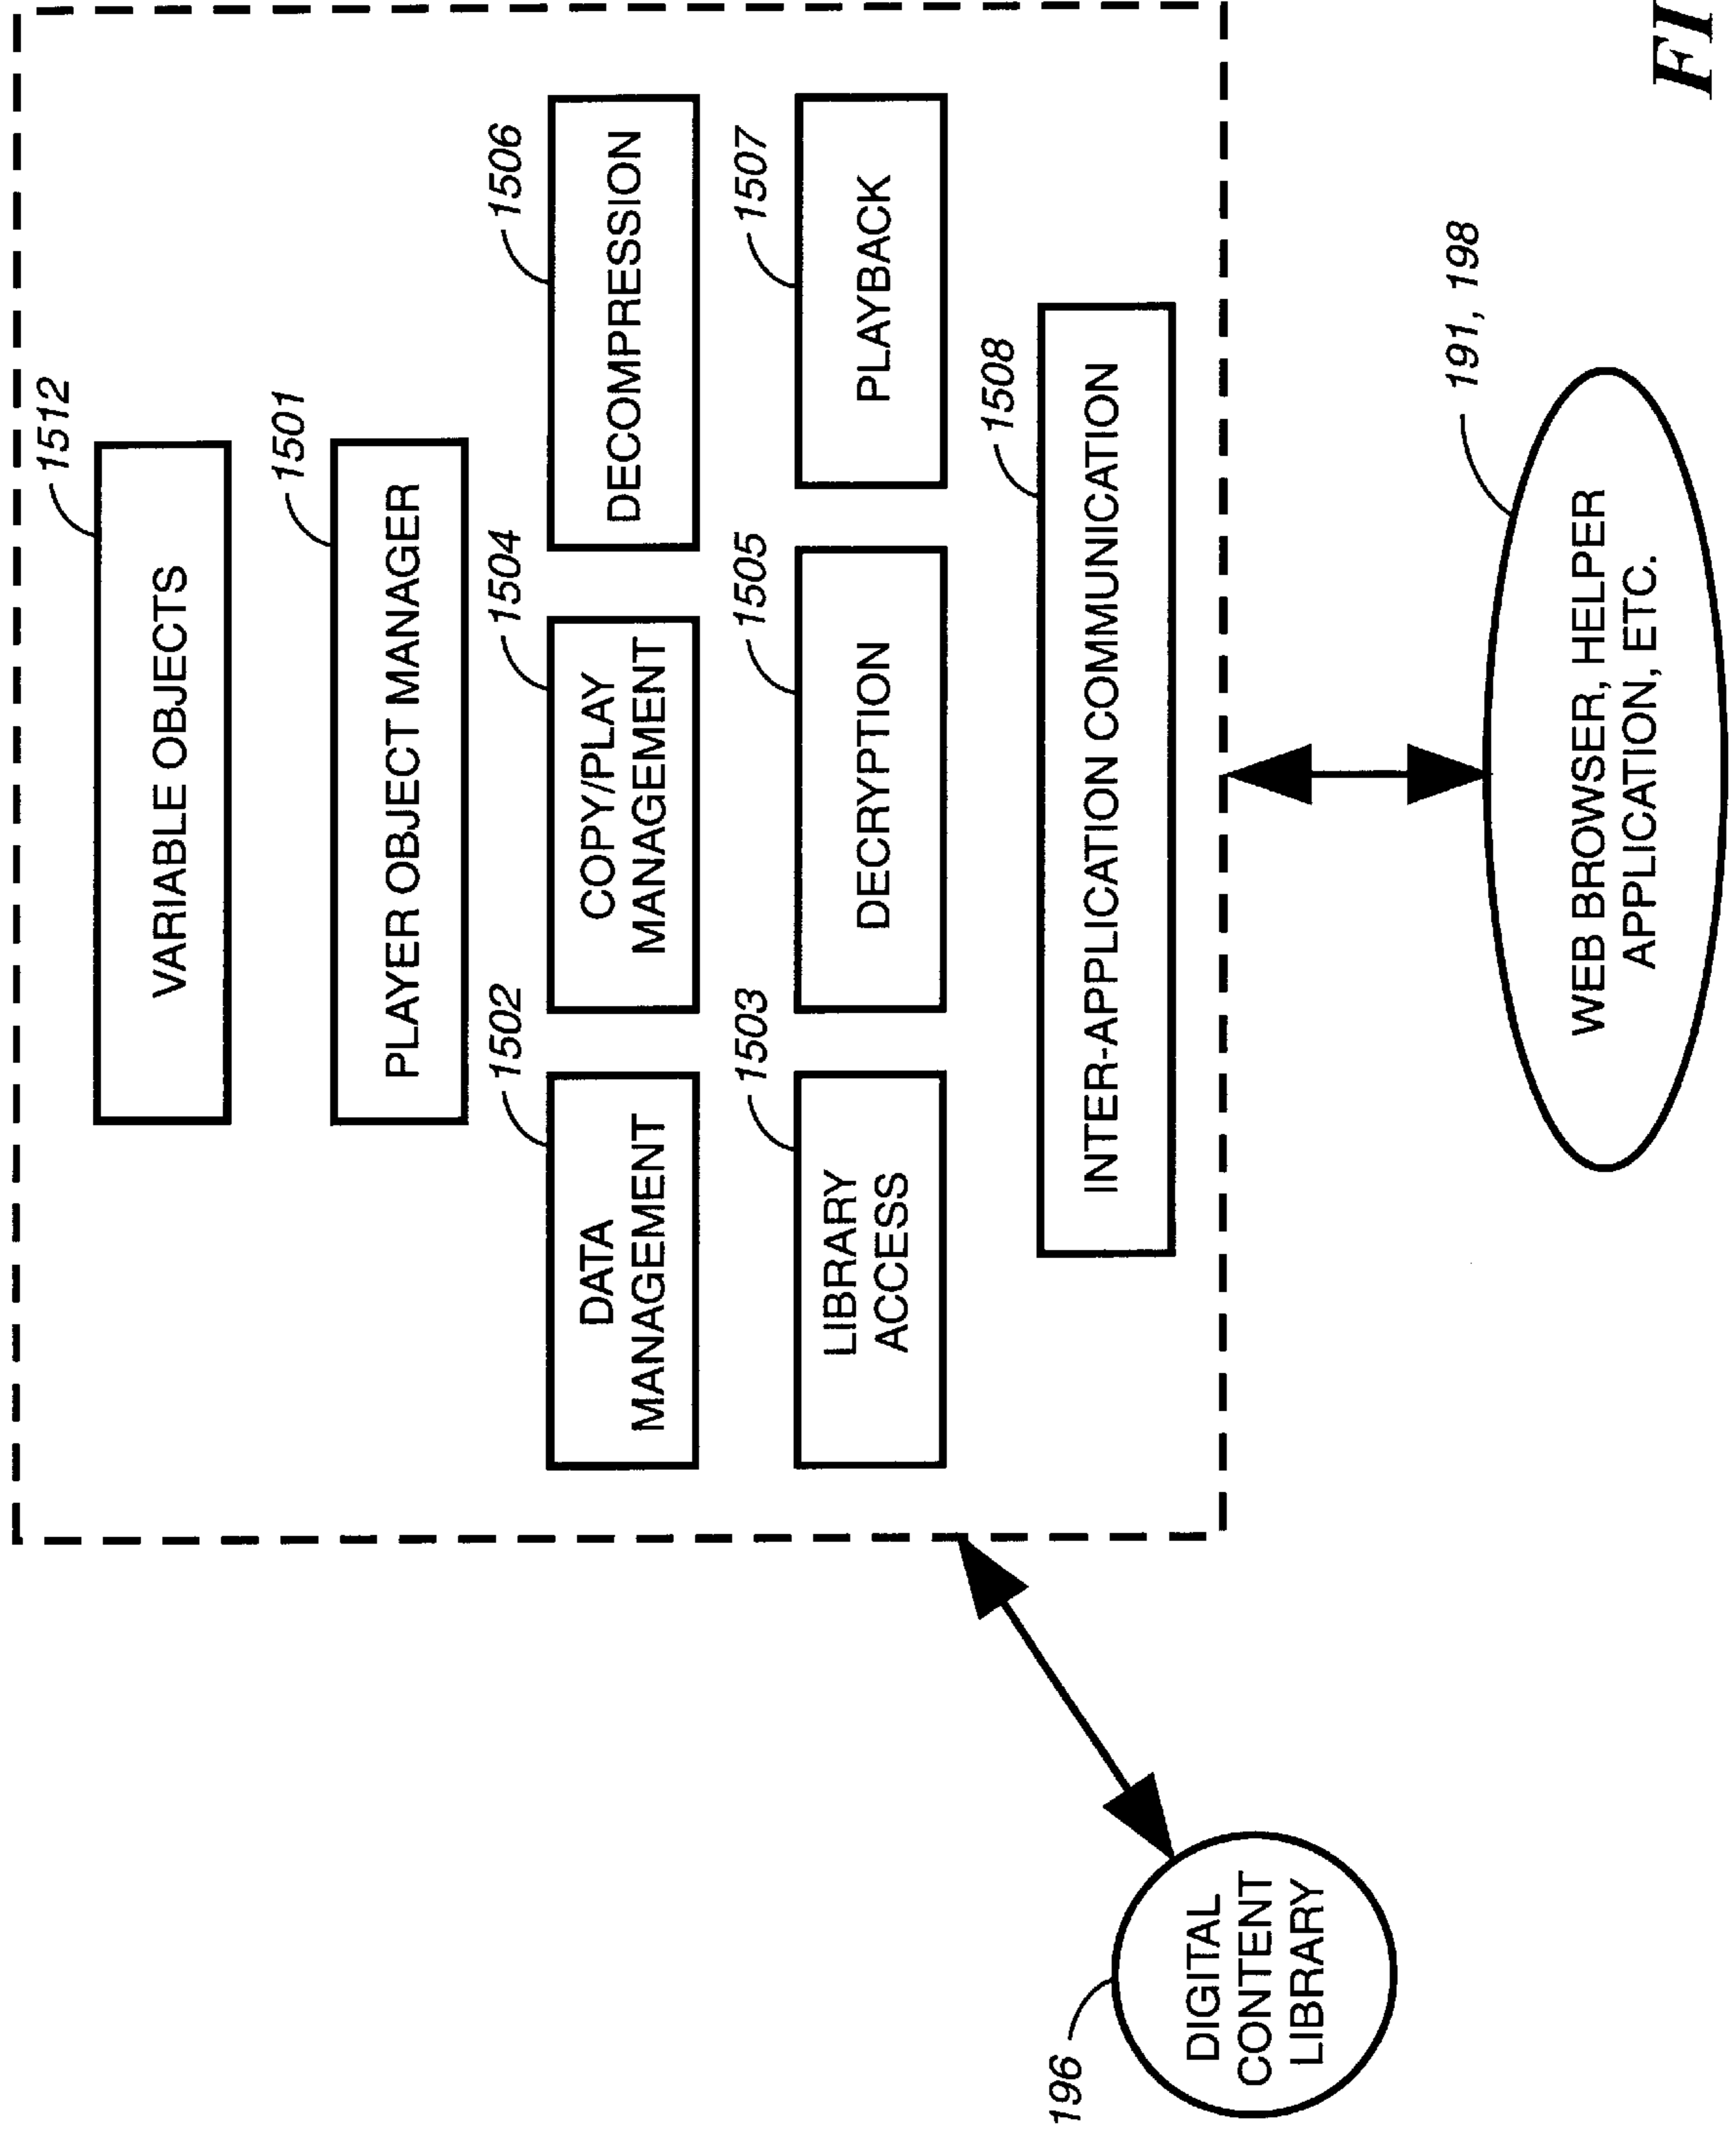 1512
VARIABLE OBJECTS
1501
PLAYER OBJECT MANAGER
1502
DATA
MANAGEMENT
1504
COPY/PLAY
MANAGEMENT
1506
DECOMPRESSION
1503
LIBRARY
ACCESS
1505
DECRYPTION
1507
PLAYBACK
1508
INTER-APPLICATION COMMUNICATION
196
DIGITAL
CONTENT
LIBRARY
191, 198
WEB BROWSER, HELPER
APPLICATION, ETC.
FI